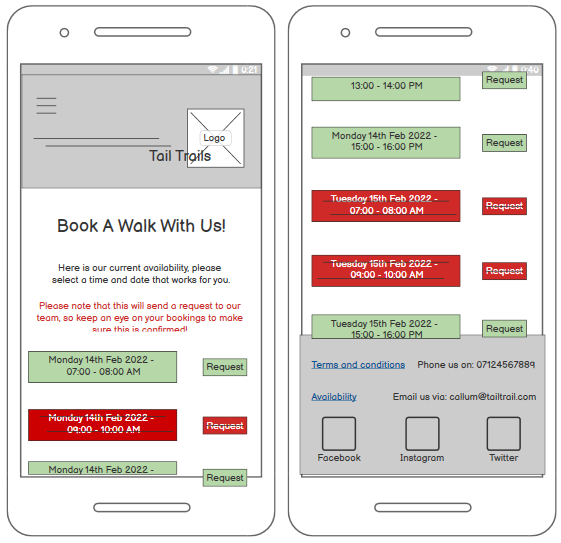 0:21
Logo
Tail Trails
Book A Walk With Us!
Here is our current availability, please
select a time and date that works for you.
Please note that this will send a request to our
team, so keep an eye on your bookings to make
sure this is confirmed!
Monday 14th Feb 2022 -
07:00 - 08:00 AM
Request
Monday 14th Feb 2022 -
09:00 - 10:00 AM
Request
Monday 14th Feb 2022 -
Request
13:00 - 14:00 PM
Request
Monday 14th Feb 2022 -
15:00 - 16:00 PM
Request
Tuesday 15th Feb 2022 -
07:00 - 08:00 AM
Request
Tuesday 15th Feb 2022 -
09:00 - 10:00 AM
Request
Tuesday 15th Feb 2022 -
15:00 - 16:00 PM
Request
Terms and conditions Phone us on: 07124567889
Availability Email us via: callum@tailtrail.com
Facebook Instagram Twitter